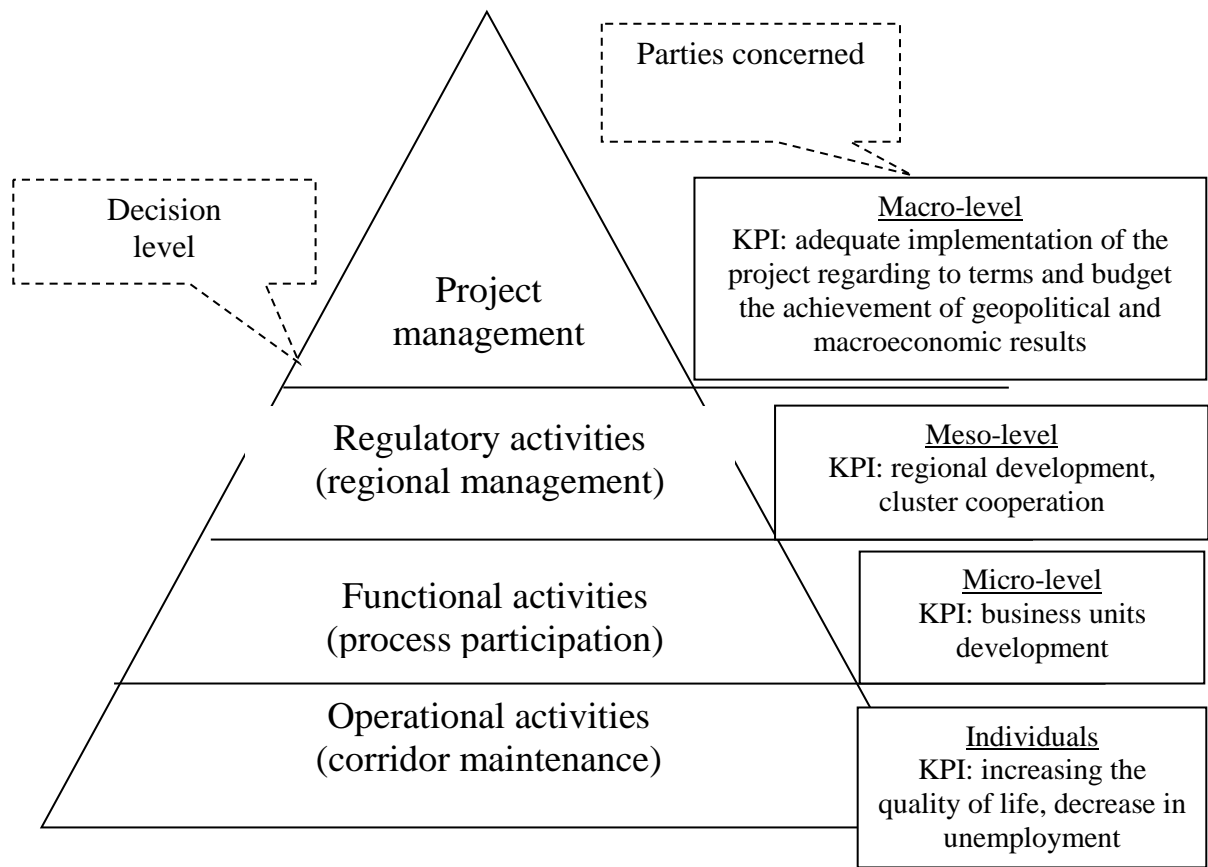 Parties concerned
Decision
level
Project
management
Macro-level
KPI: adequate implementation of the
project regarding to terms and budget
the achievement of geopolitical and
macroeconomic results
Regulatory activities
(regional management)
Meso-level
KPI: regional development,
cluster cooperation
Functional activities
(process participation)
Micro-level
KPI: business units
development
Operational activities
(corridor maintenance)
Individuals
KPI: increasing the
quality of life, decrease in
unemployment